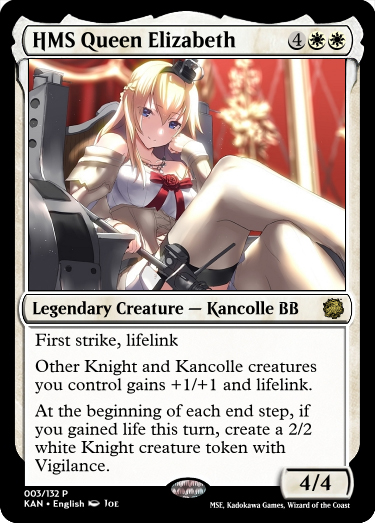 HMS Queen Elizabeth 4
Legendary Creature — Kancolle BB
First strike, lifelink
Other Knight and Kancolle creatures
you control gains +1/+1 and lifelink.
At the beginning of each end step, if
you gained life this turn, create a 2/2
white Knight creature token with
Vigilance.
4/4
003/132 P
KAN • English JOE
MSE, Kadokawa Games, Wizard of the Coast